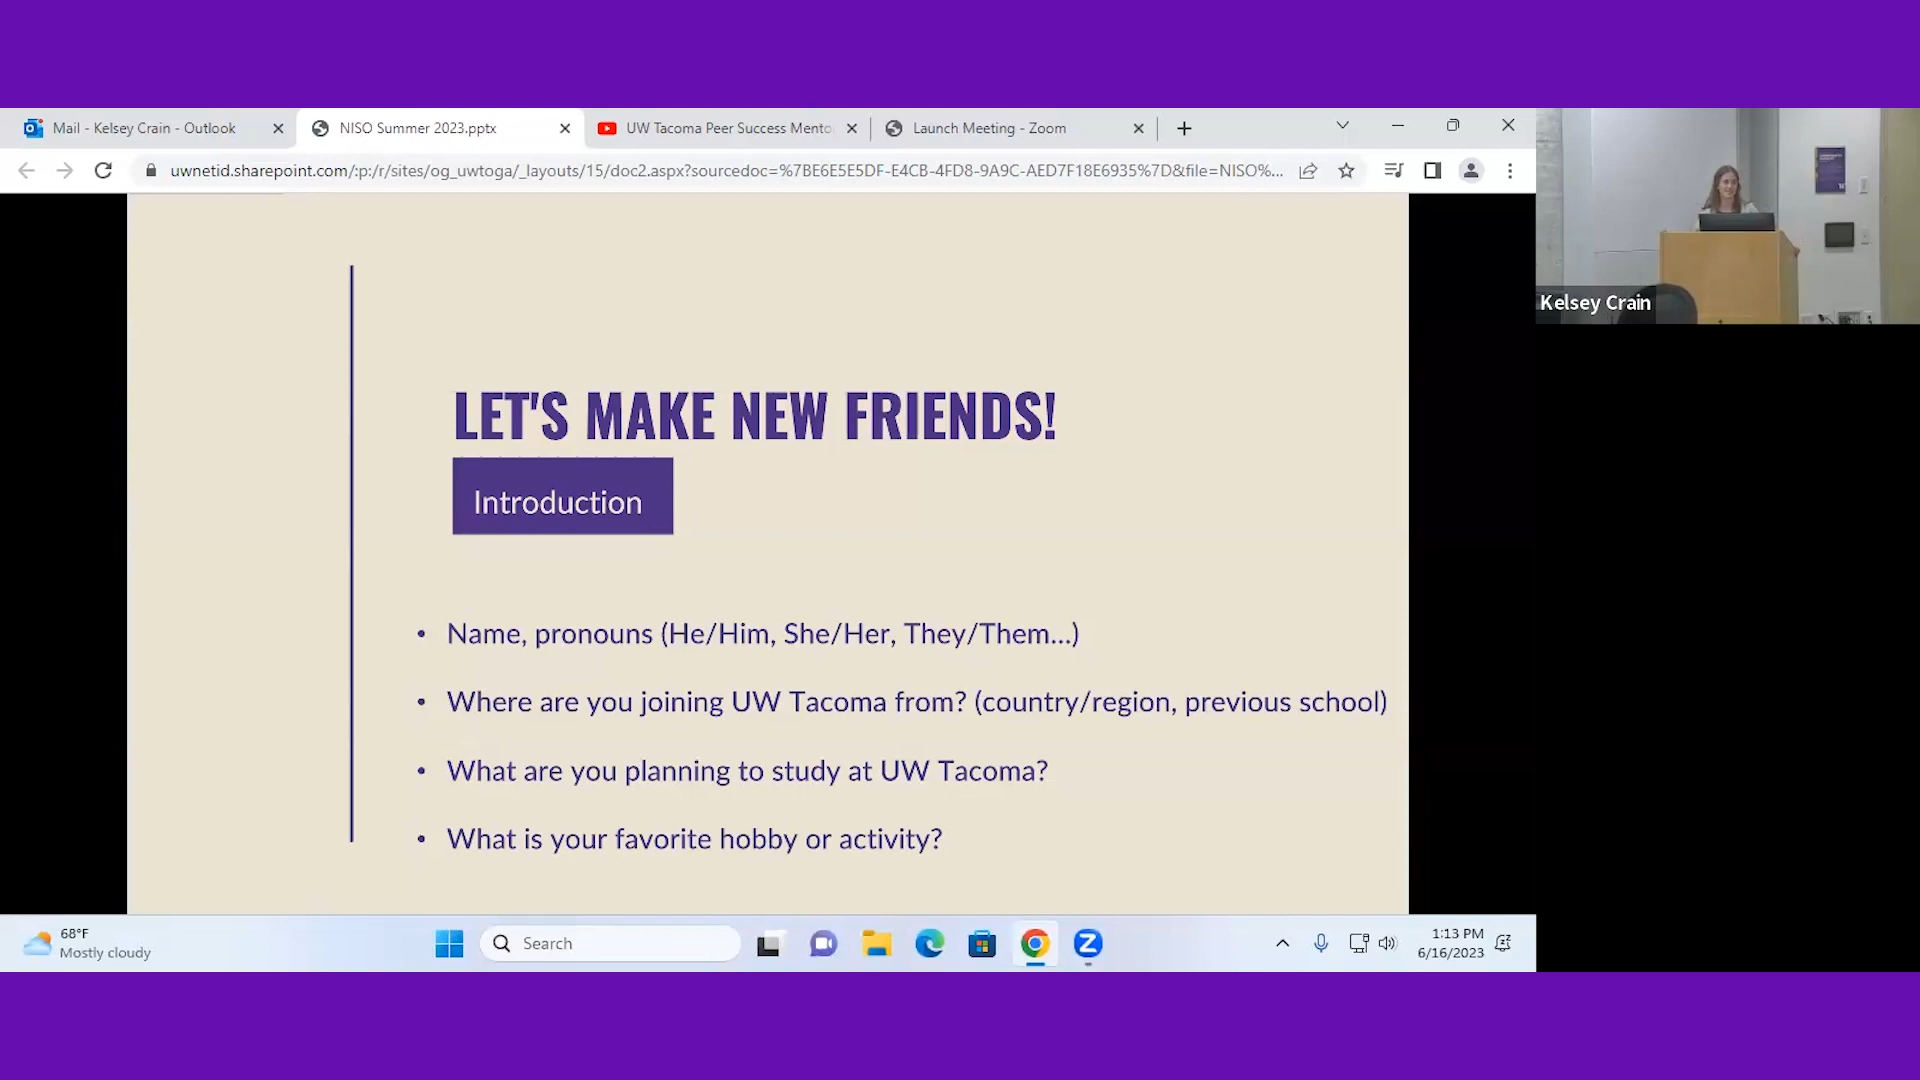 Mail - Kelsey Crain - Outlook
NISO Summer 2023.pptx
UW Tacoma Peer Success Mento
Launch Meeting - Zoom
uwnetid.sharepoint.com/:p:/r/sites/og_uwtoga/_layouts/15/doc2.aspx?sourcedoc=%7BE6E5E5DF-E4CB-4FD8-9A9C-AED7F18E6935%7D&file=NISO%...
Kelsey Crain
LET'S MAKE NEW FRIENDS!
Introduction
• Name, pronouns (He/Him, She/Her, They/Them...)
• Where are you joining UW Tacoma from? (country/region, previous school)
• What are you planning to study at UW Tacoma?
• What is your favorite hobby or activity?
68°F
Mostly cloudy
Search
1:13 PM
6/16/2023